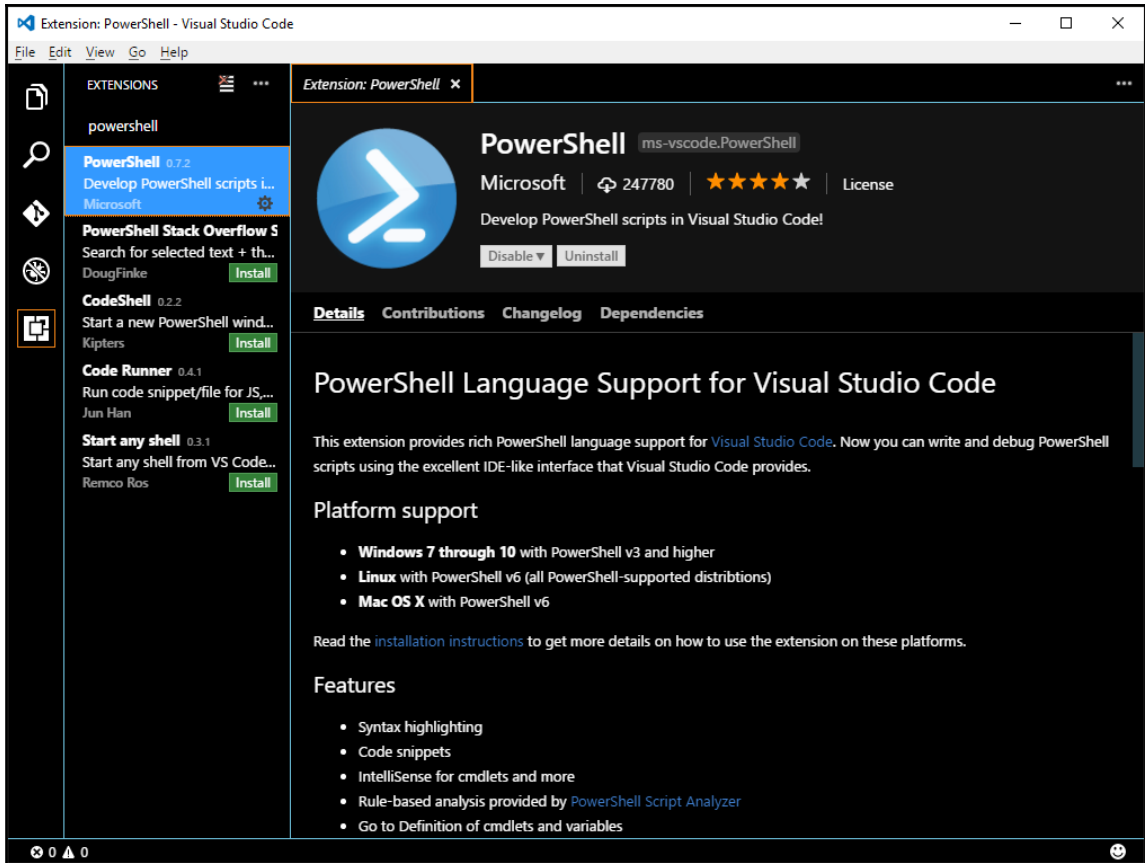 Extension: PowerShell - Visual Studio Code
File Edit View Go Help
EXTENSIONS
powershell
PowerShell 0.7.2
Develop PowerShell scripts i...
Microsoft
PowerShell Stack Overflow S
Search for selected text + th...
DougFinke Install
CodeShell 0.2.2
Start a new PowerShell wind...
Kipters Install
Code Runner 0.4.1
Run code snippet/file for JS,...
Jun Han Install
Start any shell 0.3.1
Start any shell from VS Code...
Remco Ros Install
Extension: PowerShell
PowerShell ms-vscode.PowerShell
Microsoft 247780 License
Develop PowerShell scripts in Visual Studio Code!
Disable Uninstall
Details Contributions Changelog Dependencies
PowerShell Language Support for Visual Studio Code
This extension provides rich PowerShell language support for Visual Studio Code. Now you can write and debug PowerShell
scripts using the excellent IDE-like interface that Visual Studio Code provides.
Platform support
• Windows 7 through 10 with PowerShell v3 and higher
• Linux with PowerShell v6 (all PowerShell-supported distribtions)
• Mac OS X with PowerShell v6
Read the installation instructions to get more details on how to use the extension on these platforms.
Features
• Syntax highlighting
• Code snippets
• IntelliSense for cmdlets and more
• Rule-based analysis provided by PowerShell Script Analyzer
• Go to Definition of cmdlets and variables
0 0